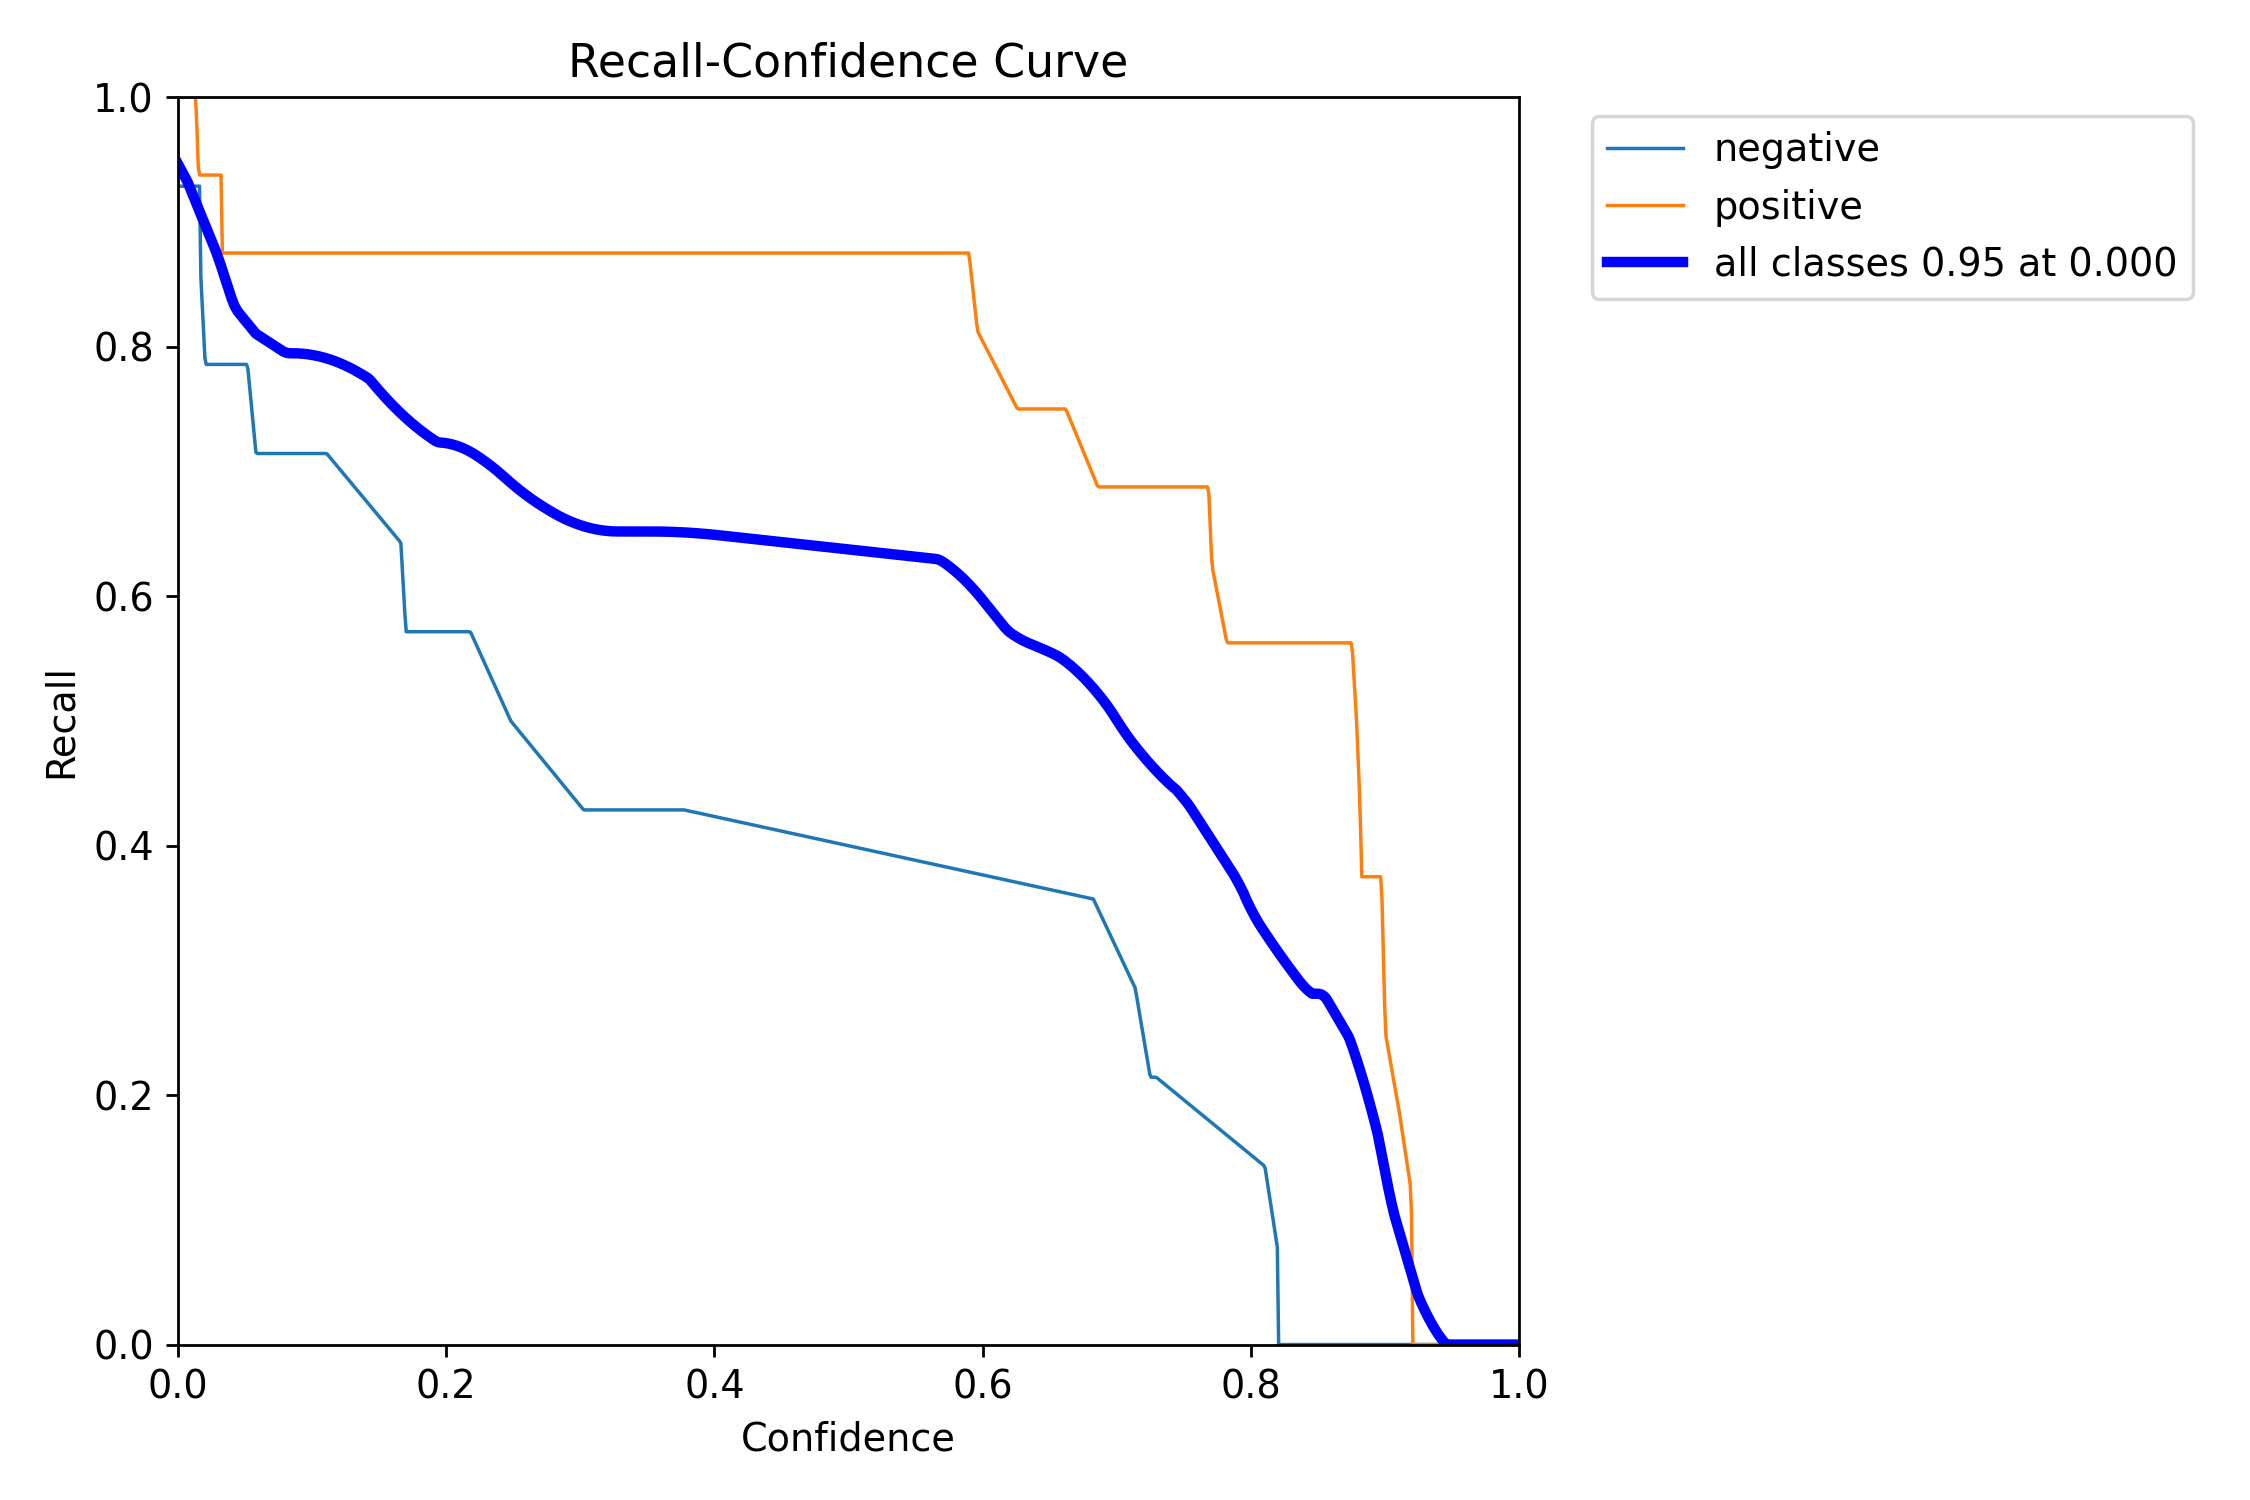 Recall-Confidence Curve
1.0
0.8
0.6
0.4
0.2
0.0
Recall
0.0 0.2 0.4 0.6 0.8 1.0
Confidence
negative
positive
all classes 0.95 at 0.000